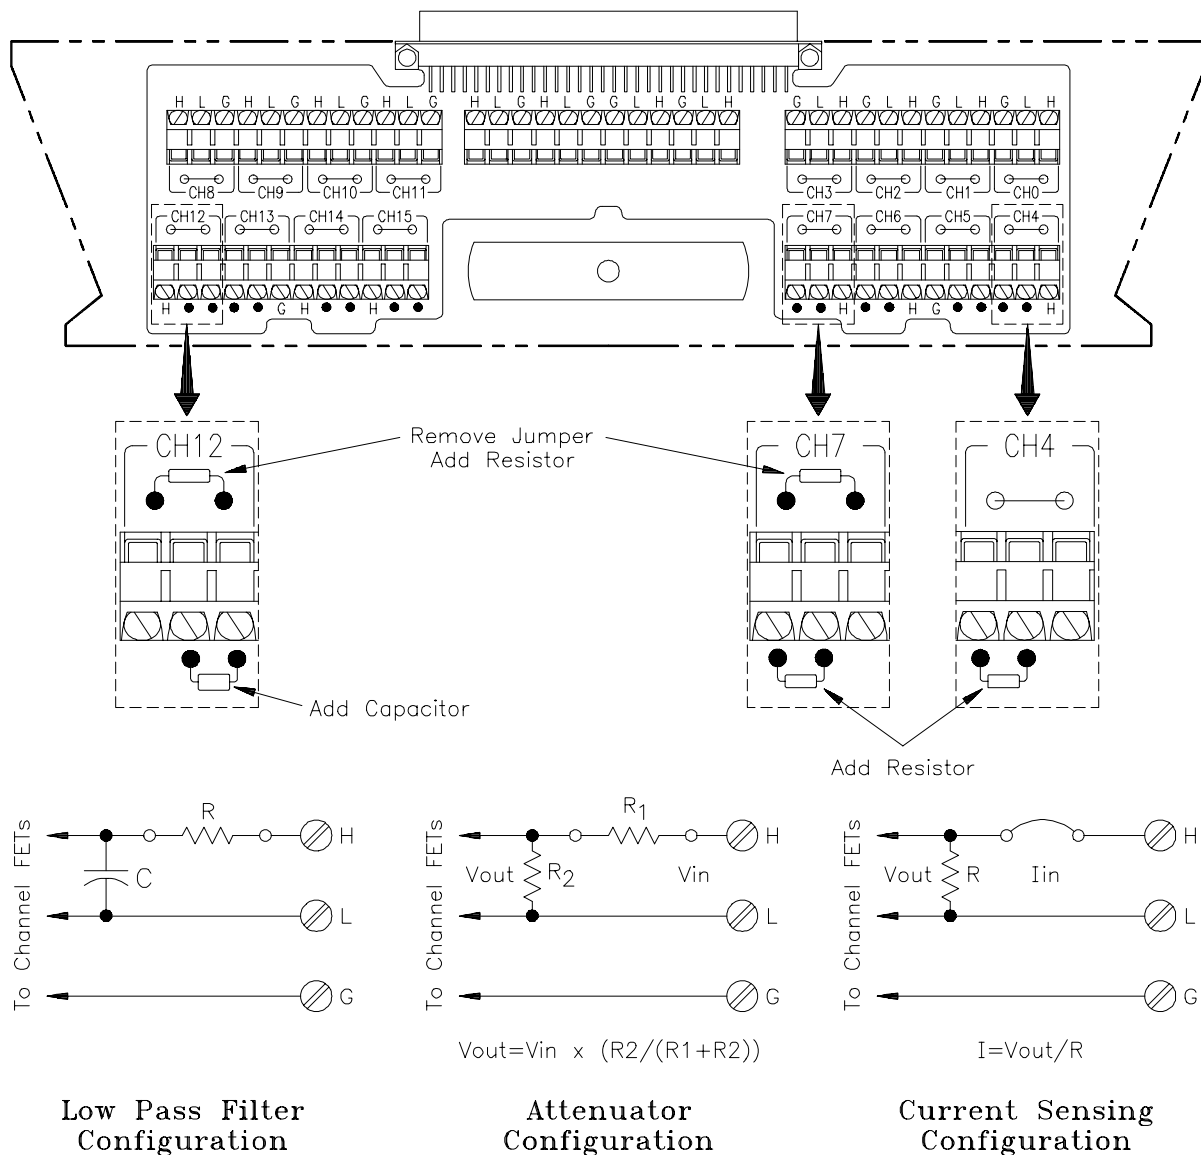 H L G H L G H L G H L G
H L G H L G G L H G L H
G L H G L H G L H G L H
CH8 CH9 CH10 CH11
CH3 CH2 CH1 CH0
CH12 CH13 CH14 CH15
CH7 CH6 CH5 CH4
H G H H
H H G H
CH12
Remove Jumper
Add Resistor
CH7
CH4
Add Capacitor
Add Resistor
To Channel FETs
R
H
C
L
G
To Channel FETs
R1
H
Vout
R2
Vin
L
G
To Channel FETs
H
Vout
R
Iin
L
G
Vout=Vin x (R2/(R1+R2))
I=Vout/R
Low Pass Filter
Configuration
Attenuator
Configuration
Current Sensing
Configuration